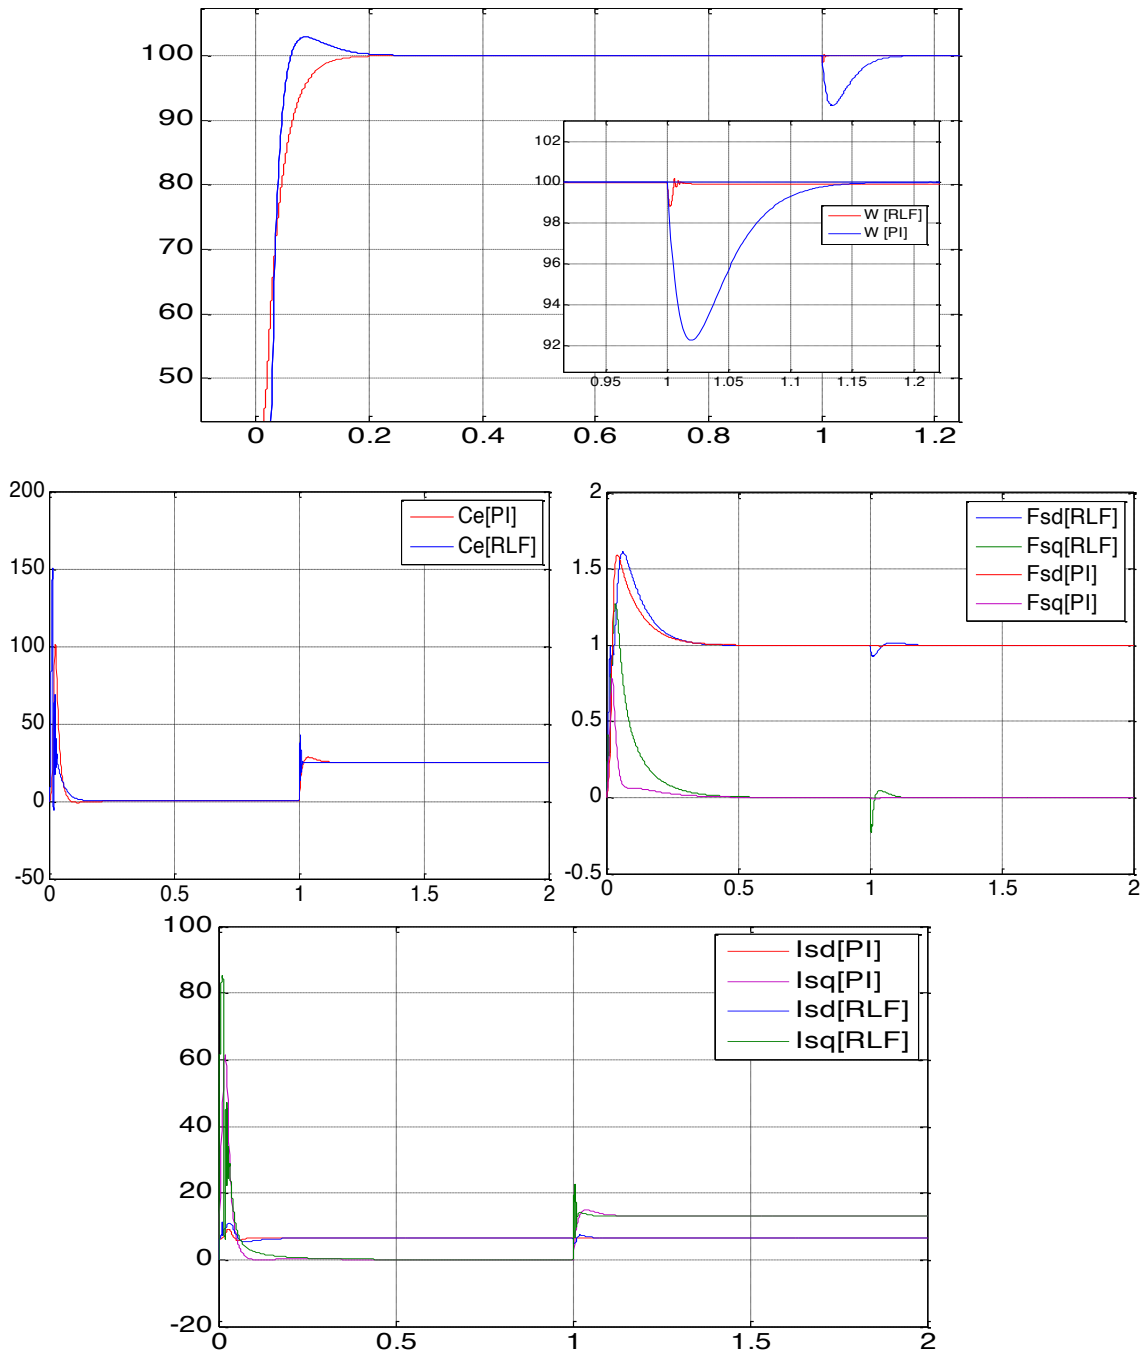 100
90
80
70
60
50
0 0.2 0.4 0.6 0.8 1 1.2
102
100
98
96
94
92
0.95 1 1.05 1.1 1.15 1.2
W [RLF]
W [PI]
200
150
100
50
0
-50
0 0.5 1 1.5 2
Ce[PI]
Ce[RLF]
2
1.5
1
0.5
0
-0.5
0 0.5 1 1.5 2
Fsd[RLF]
Fsq[RLF]
Fsd[PI]
Fsq[PI]
100
80
60
40
20
0
-20
0 0.5 1 1.5 2
Isd[PI]
Isq[PI]
Isd[RLF]
Isq[RLF]